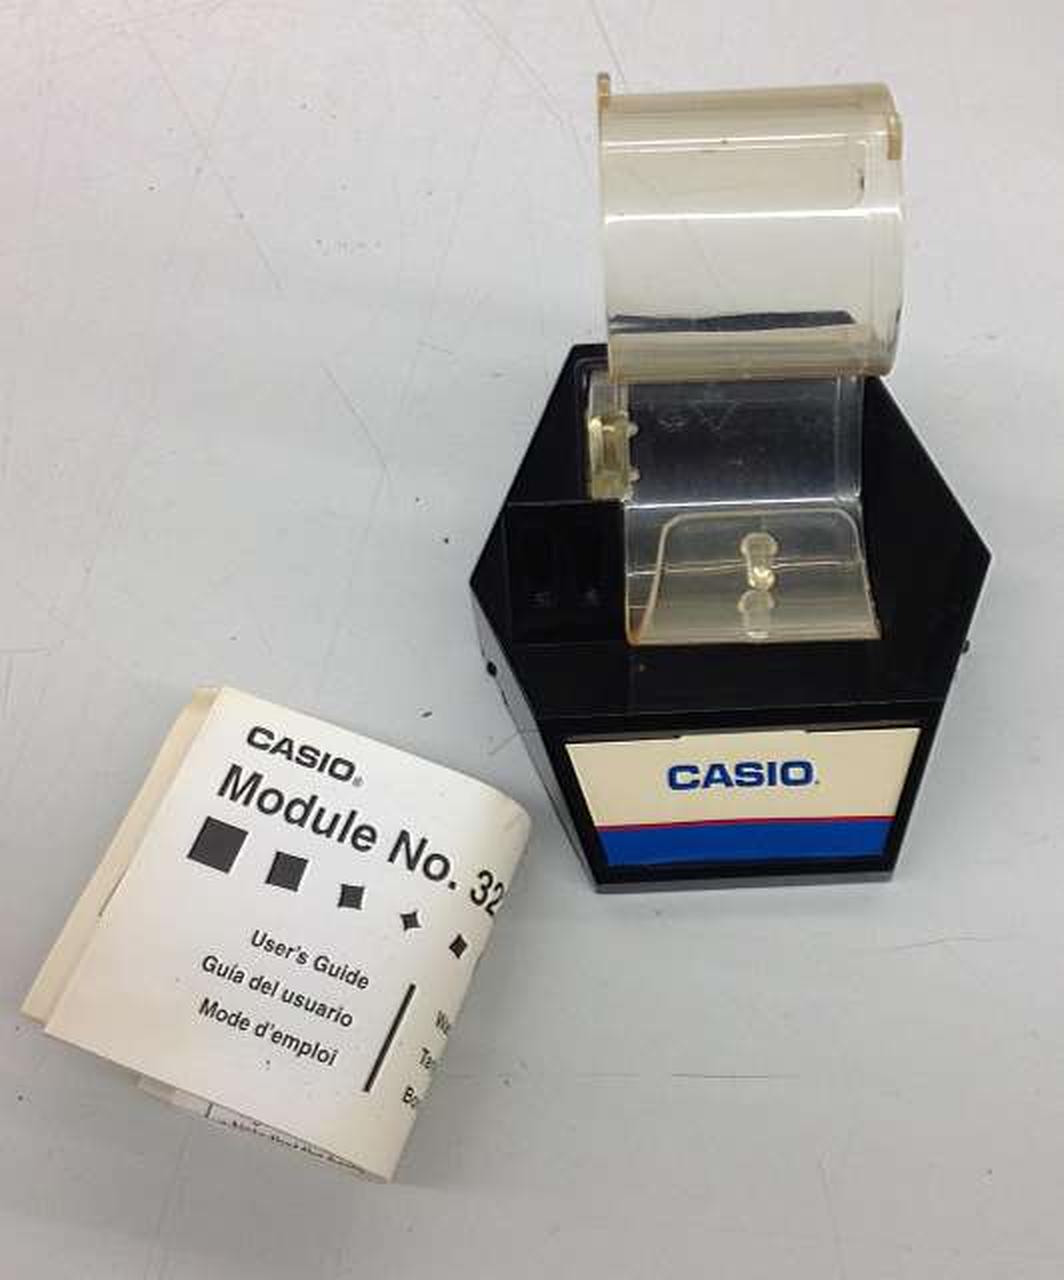 CASIO®
Module No. 32
User's Guide
Guía del usuario
Mode d'emploi
CASIO.